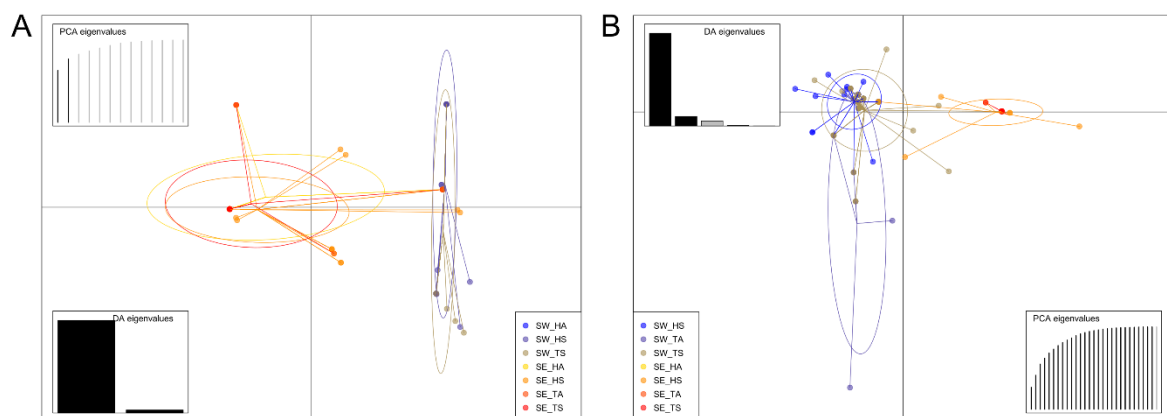 A
PCA eigenvalues
DA eigenvalues
SW_HA
SW_HS
SW_TS
SE_HA
SE_HS
SE_TA
SE_TS
B
DA eigenvalues
SW_HS
SW_TA
SW_TS
SE_HA
SE_HS
SE_TA
SE_TS
PCA eigenvalues